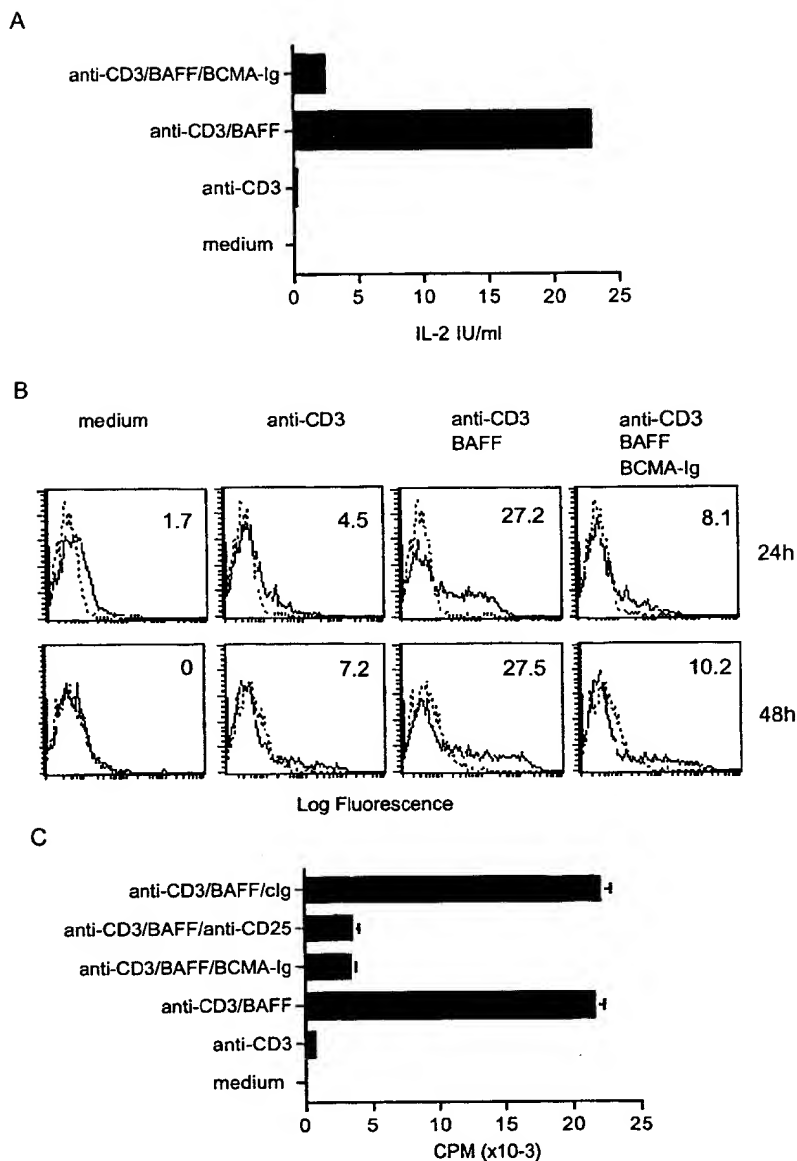 A
anti-CD3/BAFF/BCMA-Ig
anti-CD3/BAFF
anti-CD3
medium
0 5 10 15 20 25
IL-2 IU/ml
B
medium anti-CD3 anti-CD3 anti-CD3
BAFF BAFF
BCMA-Ig
1.7 4.5 27.2 8.1 24h
0 7.2 27.5 10.2 48h
Log Fluorescence
C
anti-CD3/BAFF/cIg
anti-CD3/BAFF/anti-CD25
anti-CD3/BAFF/BCMA-Ig
anti-CD3/BAFF
anti-CD3
medium
0 5 10 15 20 25
CPM (x10-3)